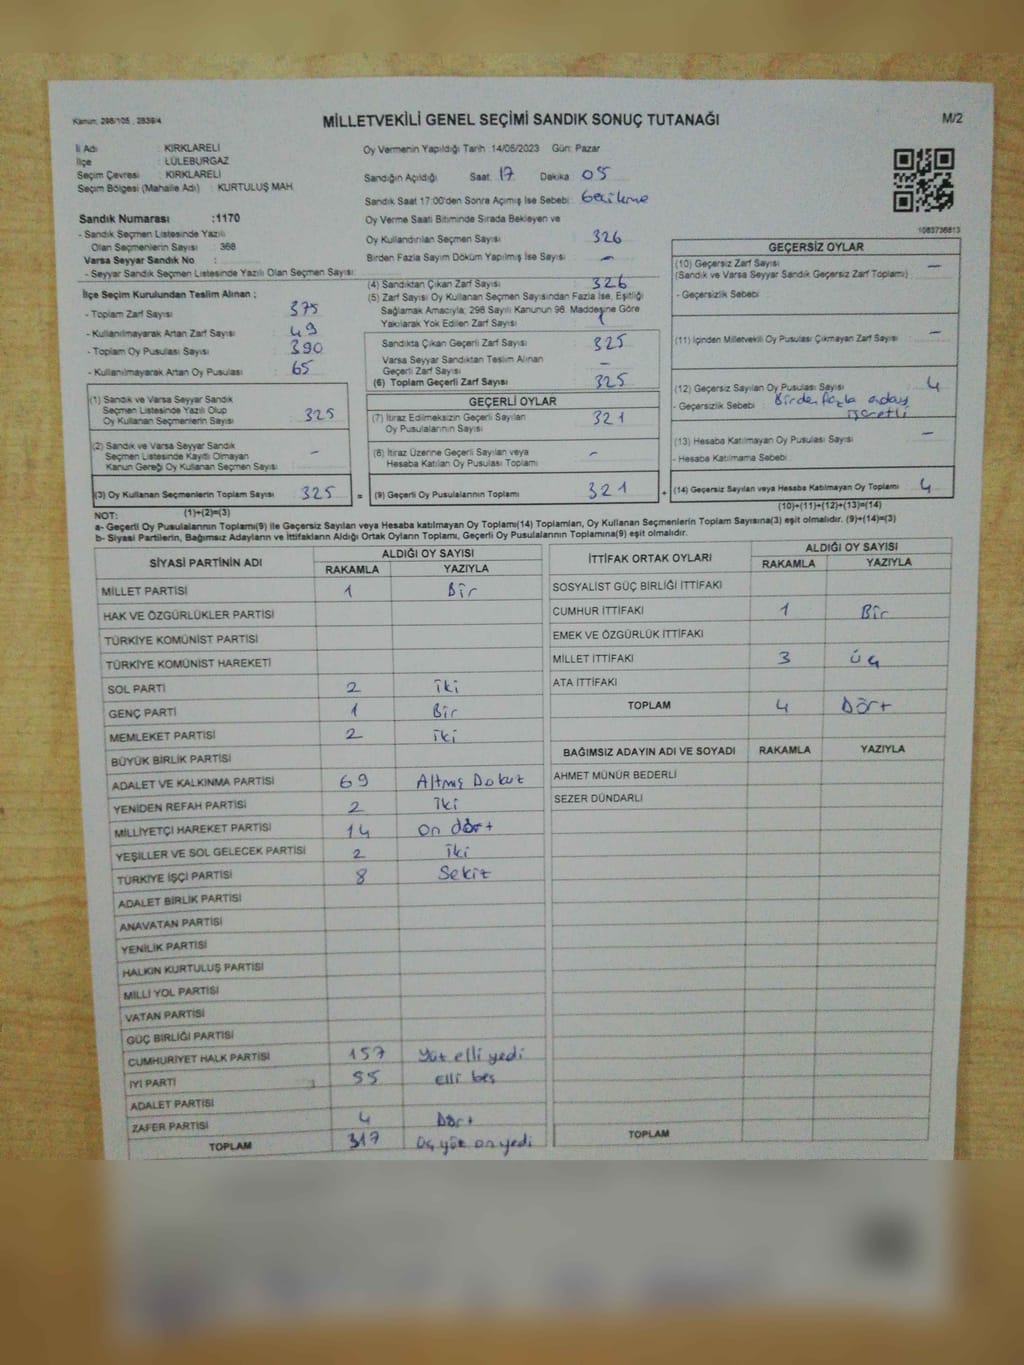 Kanun: 298/105 , 2839/4
MİLLETVEKİLİ GENEL SEÇİMİ SANDIK SONUÇ TUTANAĞI
M/2
İl Adı : KIRKLARELİ
İlçe : LÜLEBURGAZ
Seçim Çevresi : KIRKLARELİ
Seçim Bölgesi (Mahalle Adı) : KURTULUŞ MAH.
Sandık Numarası :1170
- Sandık Seçmen Listesinde Yazılı
Olan Seçmenlerin Sayısı : 368
Varsa Seyyar Sandık No :
- Seyyar Sandık Seçmen Listesinde Yazılı Olan Seçmen Sayısı:
Oy Vermenin Yapıldığı Tarih :14/05/2023 Gün: Pazar
Sandığın Açıldığı Saat: 17 Dakika 05
Sandık Saat 17:00'den Sonra Açılmış İse Sebebi: Gecikme
Oy Verme Saati Bitiminde Sırada Bekleyen ve
Oy Kullandırılan Seçmen Sayısı 326
Birden Fazla Sayım Döküm Yapılmış İse Sayısı : -
1083736813
İlçe Seçim Kurulundan Teslim Alınan ;
- Toplam Zarf Sayısı : 375
- Kullanılmayarak Artan Zarf Sayısı : 49
- Toplam Oy Pusulası Sayısı : 390
- Kullanılmayarak Artan Oy Pusulası : 65
(4) Sandıktan Çıkan Zarf Sayısı : 326
(5) Zarf Sayısı Oy Kullanan Seçmen Sayısından Fazla İse, Eşitliği
Sağlamak Amacıyla, 298 Sayılı Kanunun 98. Maddesine Göre
Yakılarak Yok Edilen Zarf Sayısı : 1
Sandıkta Çıkan Geçerli Zarf Sayısı : 325
Varsa Seyyar Sandıktan Teslim Alınan
Geçerli Zarf Sayısı : -
(6) Toplam Geçerli Zarf Sayısı : 325
GEÇERSİZ OYLAR
(10) Geçersiz Zarf Sayısı : -
(Sandık ve Varsa Seyyar Sandık Geçersiz Zarf Toplamı)
- Geçersizlik Sebebi :
(11) İçinden Milletvekili Oy Pusulası Çıkmayan Zarf Sayısı : -
(12) Geçersiz Sayılan Oy Pusulası Sayısı : 4
- Geçersizlik Sebebi : Birden fazla aday
işaretli
(13) Hesaba Katılmayan Oy Pusulası Sayısı : -
- Hesaba Katılmama Sebebi :
(14) Geçersiz Sayılan veya Hesaba Katılmayan Oy Toplamı : 4
(10)+(11)+(12)+(13)=(14)
(1) Sandık ve Varsa Seyyar Sandık
Seçmen Listesinde Yazılı Olup
Oy Kullanan Seçmenlerin Sayısı : 325
(2) Sandık ve Varsa Seyyar Sandık
Seçmen Listesinde Kayıtlı Olmayan
Kanun Gereği Oy Kullanan Seçmen Sayısı: -
(3) Oy Kullanan Seçmenlerin Toplam Sayısı : 325 =
(1)+(2)=(3)
GEÇERLİ OYLAR
(7) İtiraz Edilmeksizin Geçerli Sayılan
Oy Pusulalarının Sayısı : 321
(8) İtiraz Üzerine Geçerli Sayılan veya
Hesaba Katılan Oy Pusulası Toplamı : -
(9) Geçerli Oy Pusulalarının Toplamı : 321 +
NOT:
a- Geçerli Oy Pusulalarının Toplamı(9) ile Geçersiz Sayılan veya Hesaba katılmayan Oy Toplamı(14) Toplamları, Oy Kullanan Seçmenlerin Toplam Sayısına(3) eşit olmalıdır. (9)+(14)=(3)
b- Siyasi Partilerin, Bağımsız Adayların ve İttifakların Aldığı Ortak Oyların Toplamı, Geçerli Oy Pusulalarının Toplamına(9) eşit olmalıdır.
SİYASİ PARTİNİN ADI ALDIĞI OY SAYISI
RAKAMLA YAZIYLA
MİLLET PARTİSİ 1 Bir
HAK VE ÖZGÜRLÜKLER PARTİSİ
TÜRKİYE KOMÜNİST PARTİSİ
TÜRKİYE KOMÜNİST HAREKETİ
SOL PARTİ 2 iki
GENÇ PARTİ 1 Bir
MEMLEKET PARTİSİ 2 iki
BÜYÜK BİRLİK PARTİSİ
ADALET VE KALKINMA PARTİSİ 69 Altmış Dokuz
YENİDEN REFAH PARTİSİ 2 iki
MİLLİYETÇİ HAREKET PARTİSİ 14 on dört
YEŞİLLER VE SOL GELECEK PARTİSİ 2 iki
TÜRKİYE İŞÇİ PARTİSİ 8 Sekiz
ADALET BİRLİK PARTİSİ
ANAVATAN PARTİSİ
YENİLİK PARTİSİ
HALKIN KURTULUŞ PARTİSİ
MİLLİ YOL PARTİSİ
VATAN PARTİSİ
GÜÇ BİRLİĞİ PARTİSİ
CUMHURİYET HALK PARTİSİ 157 Yüz elli yedi
İYİ PARTİ 55 elli beş
ADALET PARTİSİ
ZAFER PARTİSİ 4 Dört
TOPLAM 317 üç yüz on yedi
İTTİFAK ORTAK OYLARI ALDIĞI OY SAYISI
RAKAMLA YAZIYLA
SOSYALİST GÜÇ BİRLİĞİ İTTİFAKI
CUMHUR İTTİFAKI 1 Bir
EMEK VE ÖZGÜRLÜK İTTİFAKI
MİLLET İTTİFAKI 3 üç
ATA İTTİFAKI
TOPLAM 4 Dört
BAĞIMSIZ ADAYIN ADI VE SOYADI RAKAMLA YAZIYLA
AHMET MÜNÜR BEDERLİ
SEZER DÜNDARLI
TOPLAM